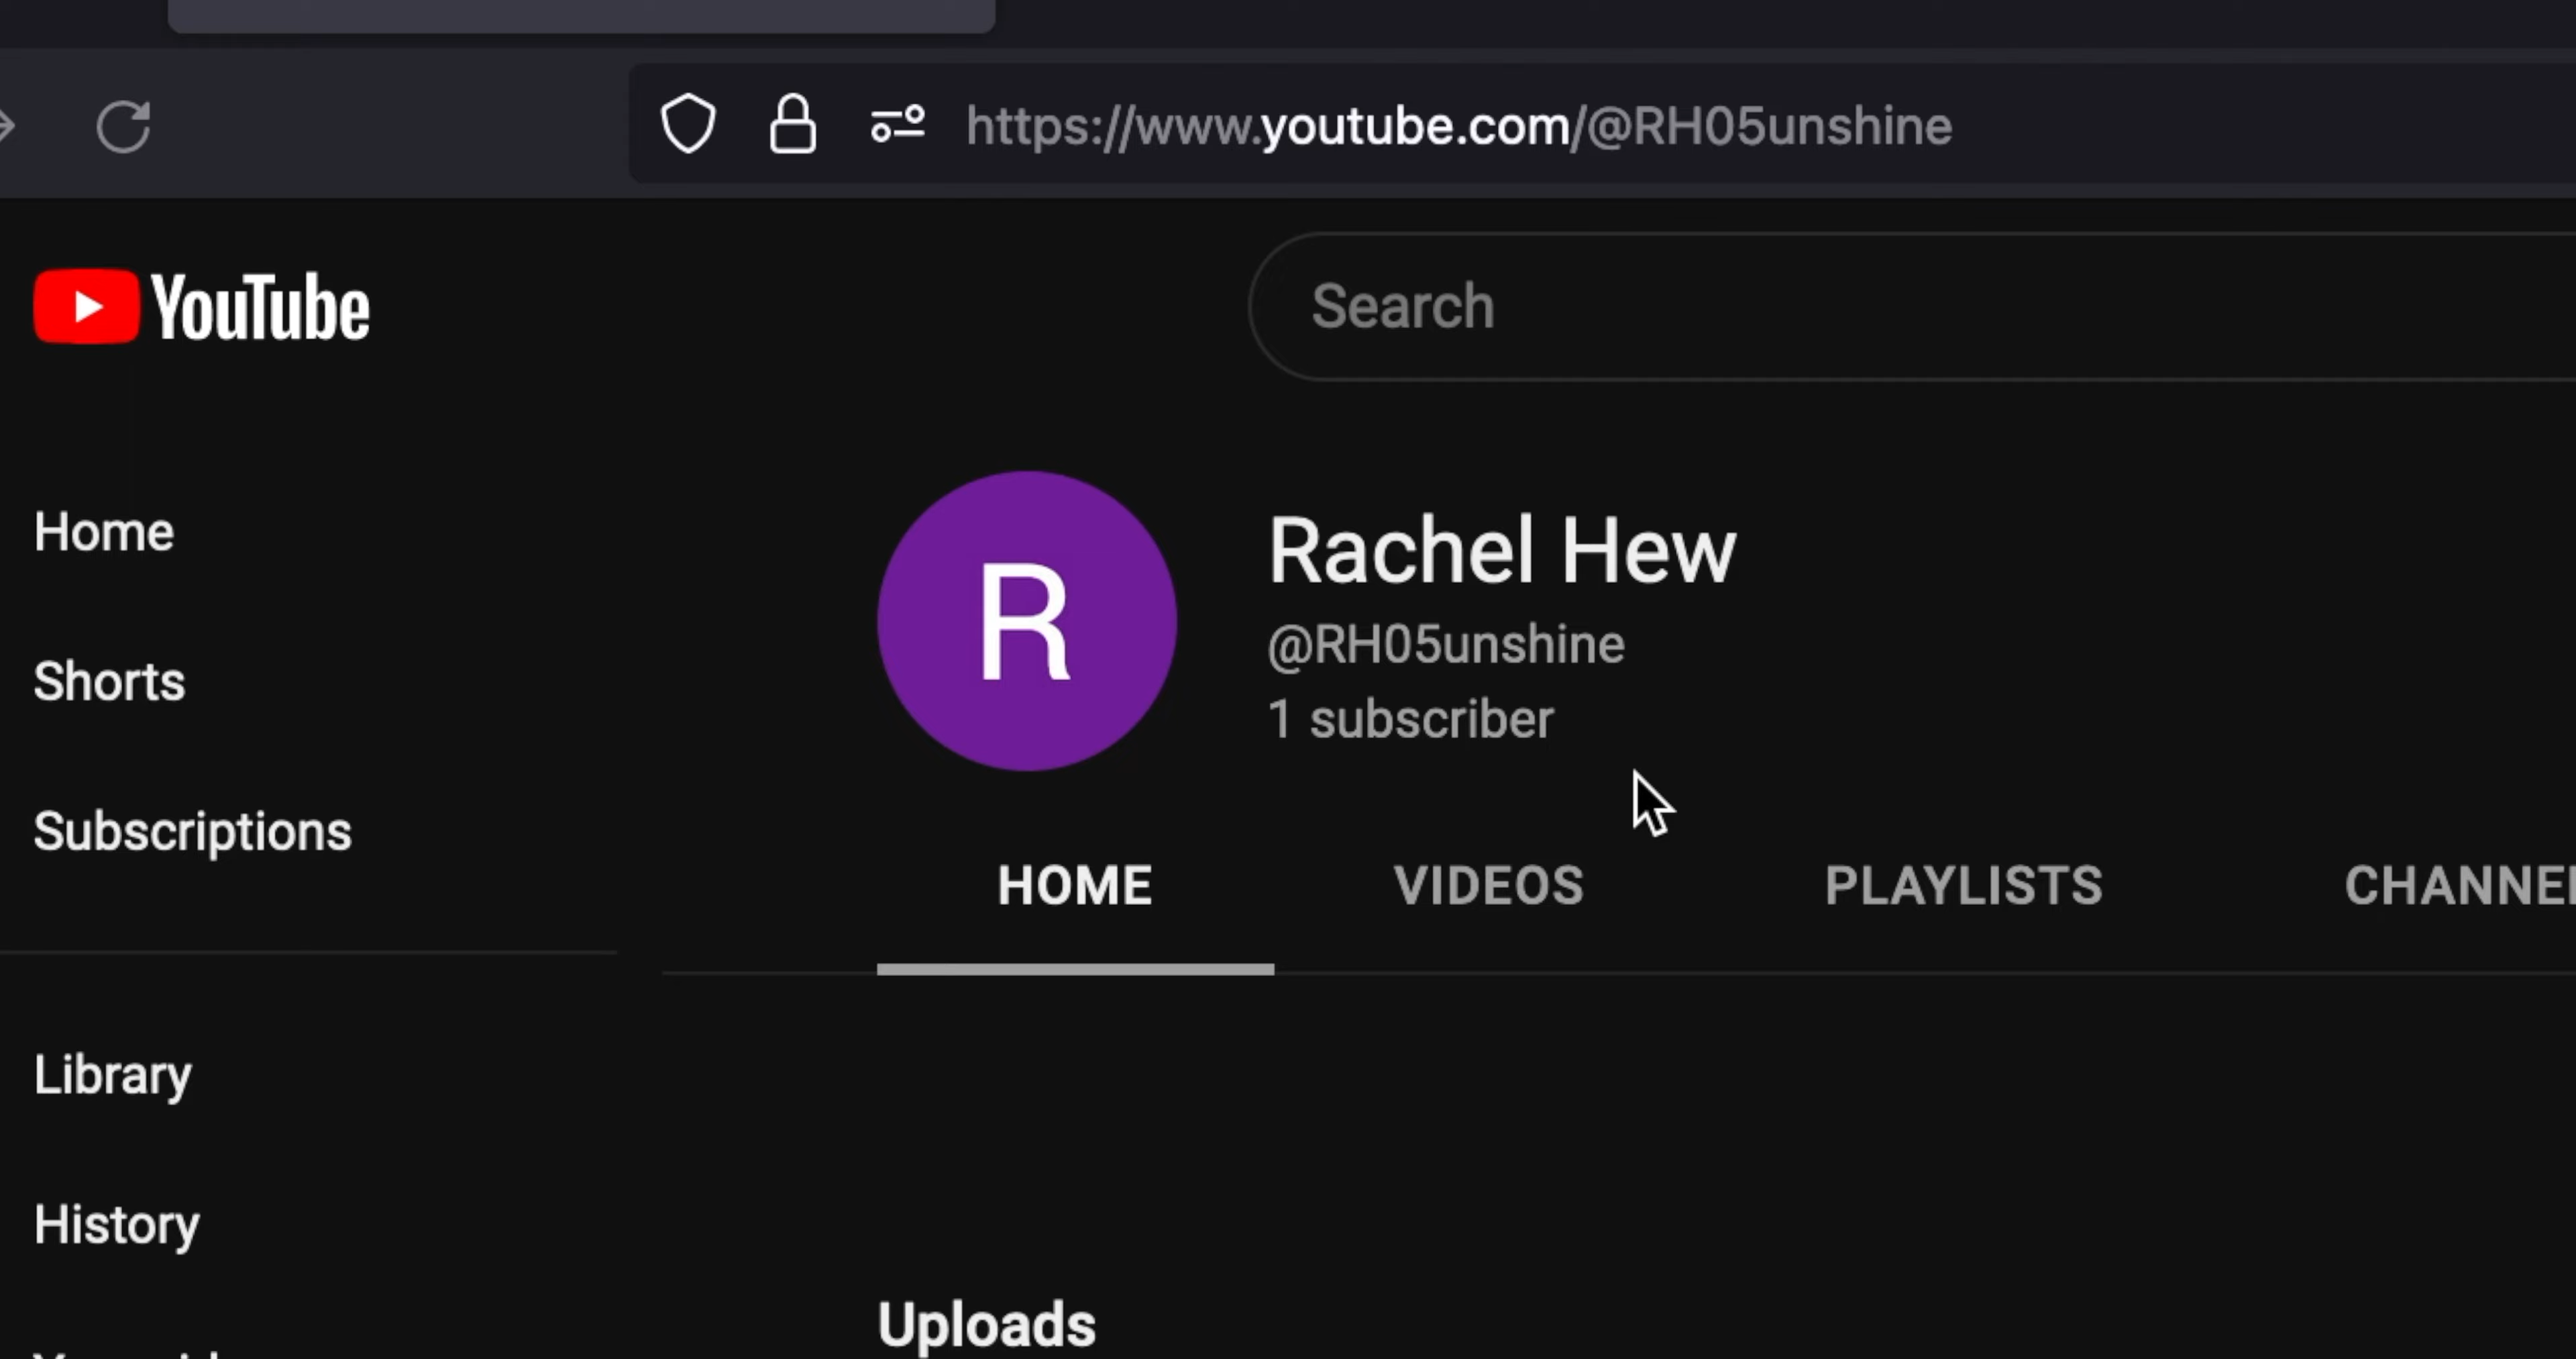 https://www.youtube.com/@RH05unshine
YouTube
Search
Home
Shorts
Subscriptions
Library
History
R
Rachel Hew
@RH05unshine
1 subscriber
HOME
VIDEOS
PLAYLISTS
Uploads